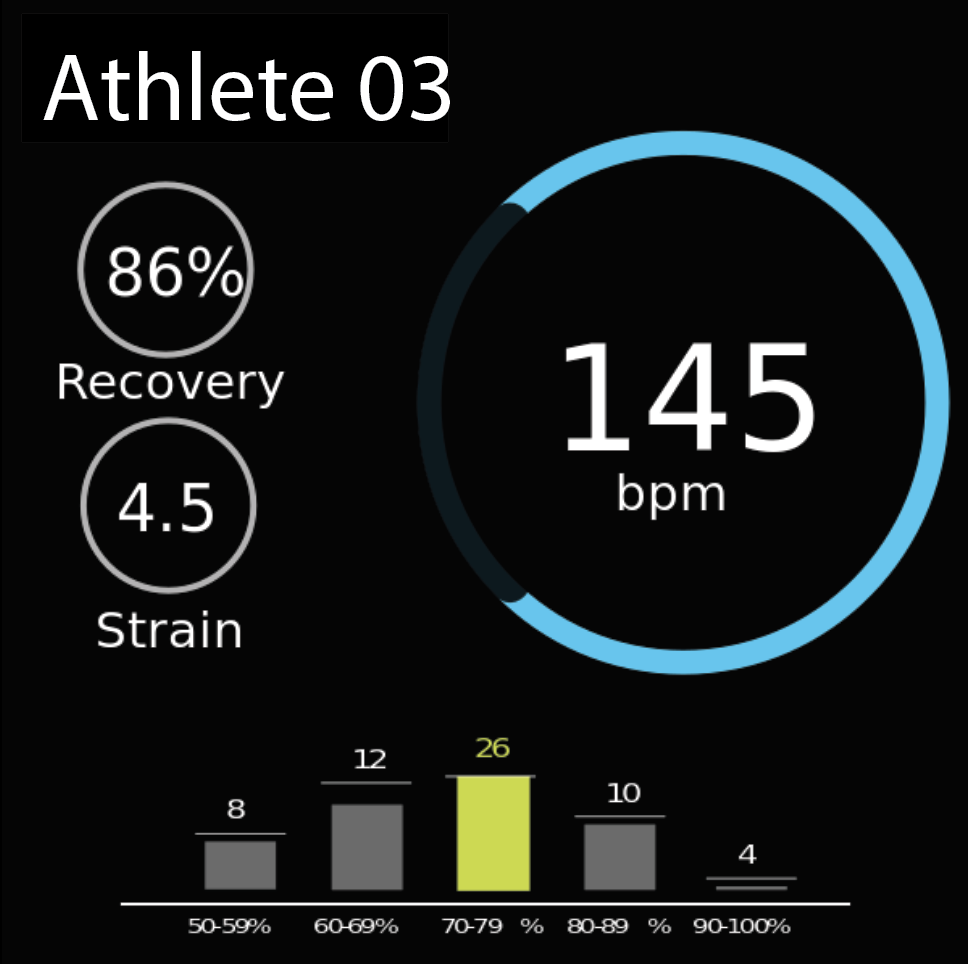 Athlete 03
86%
Recovery
4.5
Strain
145
bpm
8 12 26 10 4
50-59% 60-69% 70-79 % 80-89 % 90-100%